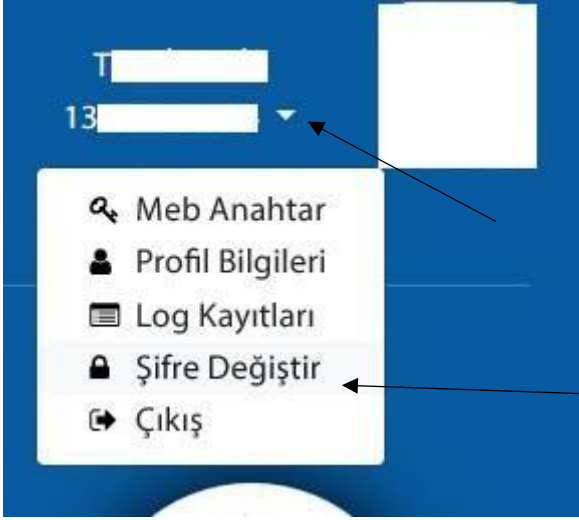 T
13
Meb Anahtar
Profil Bilgileri
Log Kayıtları
Şifre Değiştir
Çıkış